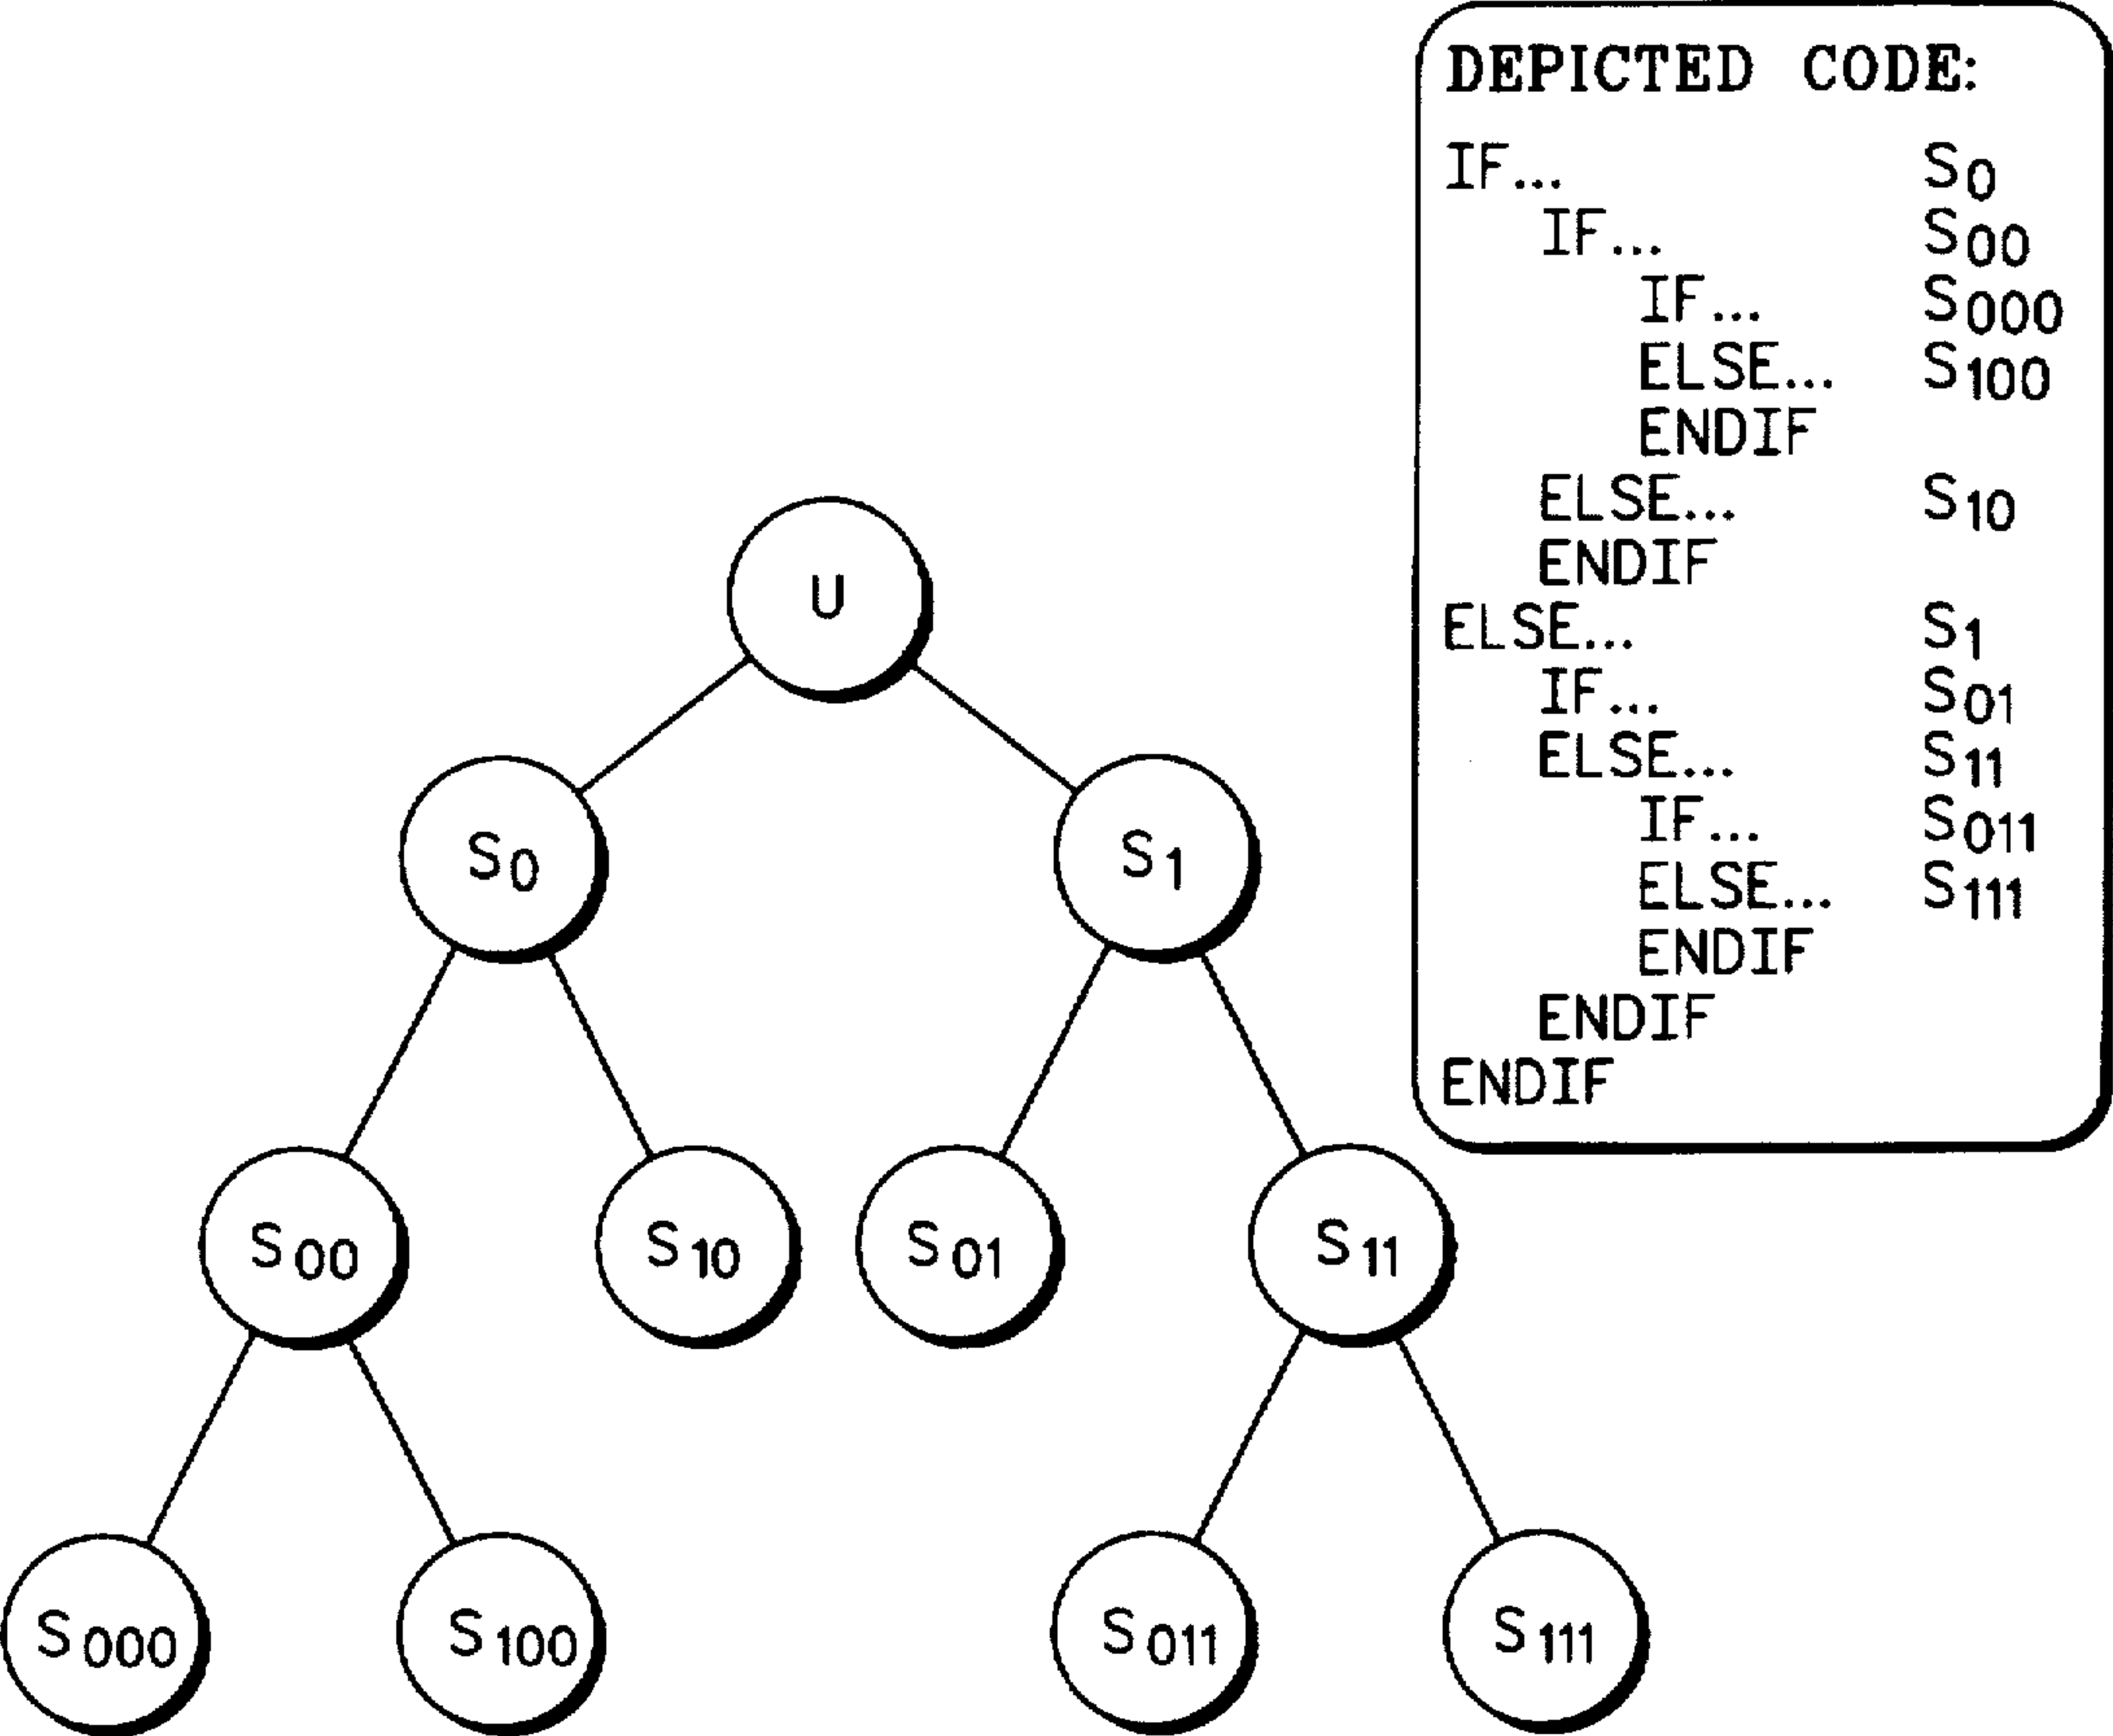 DEPICTED CODE:
IF... S000
IF... S00
IF... S000
ELSE... S100
ENDIF
ELSE... S10
ENDIF
ELSE... S1
IF... S01
ELSE... S11
IF... S011
ELSE... S111
ENDIF
ENDIF
ENDIF
U
S0 S1
S00 S10 S01 S11
S000 S100 S011 S111